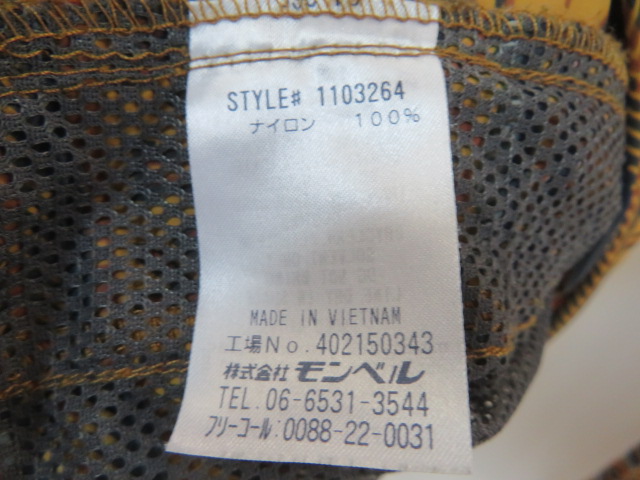 STYLE# 1103264
ナイロン 100%
MADE IN VIETNAM
工場No.402150343
株式会社 モンベル
TEL.06-6531-3544
フリーコール:0088-22-0031